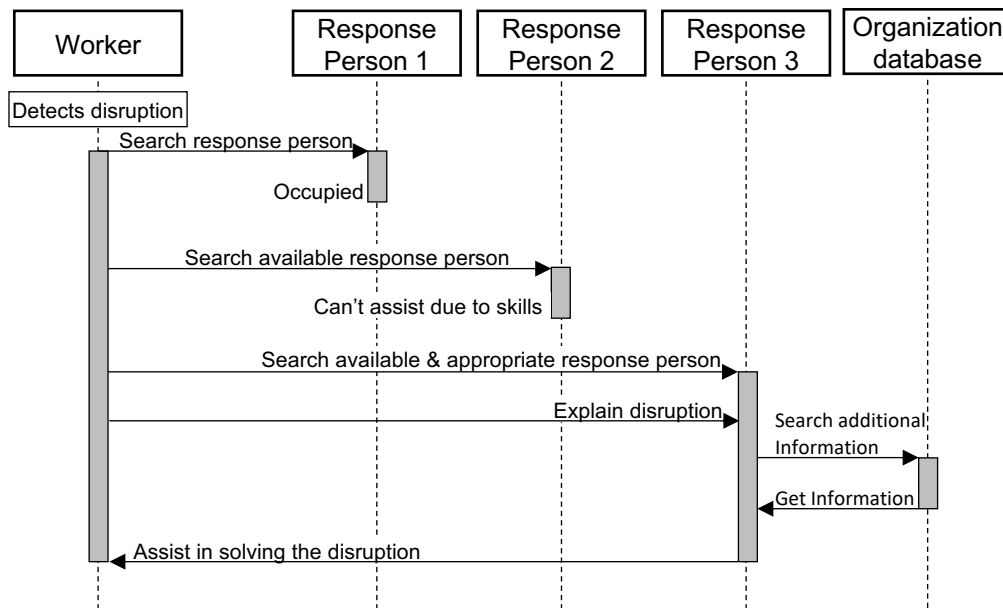 Worker
Response
Person 1
Response
Person 2
Response
Person 3
Organization
database
Detects disruption
Search response person
Occupied
Search available response person
Can't assist due to skills
Search available & appropriate response person
Explain disruption
Search additional
Information
Get Information
Assist in solving the disruption